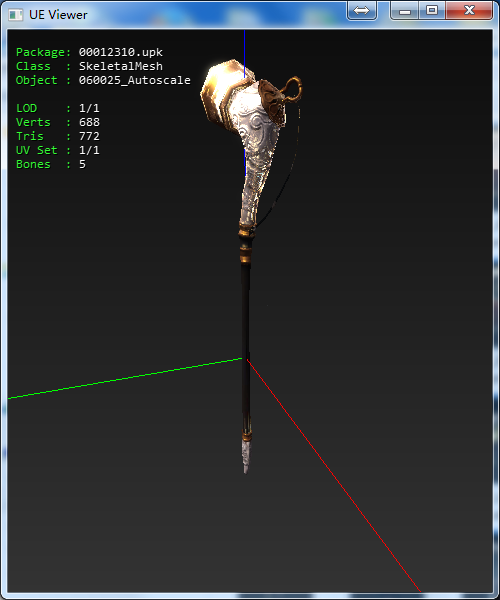 UE Viewer
Package: 00012310.upk
Class : SkeletalMesh
Object : 060025_Autoscale
LOD : 1/1
Verts : 688
Tris : 772
UV Set : 1/1
Bones : 5